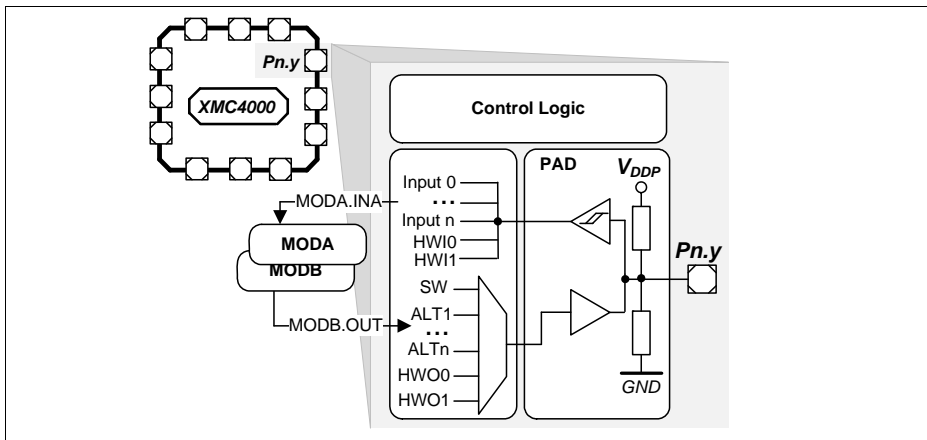 Pn.y
XMC4000
Control Logic
PAD
VDDP
Input 0
...
Input n
HWI0
HWI1
MODA.INA
MODA
MODB
MODB.OUT
SW
ALT1
...
ALTn
HWO0
HWO1
Pn.y
GND